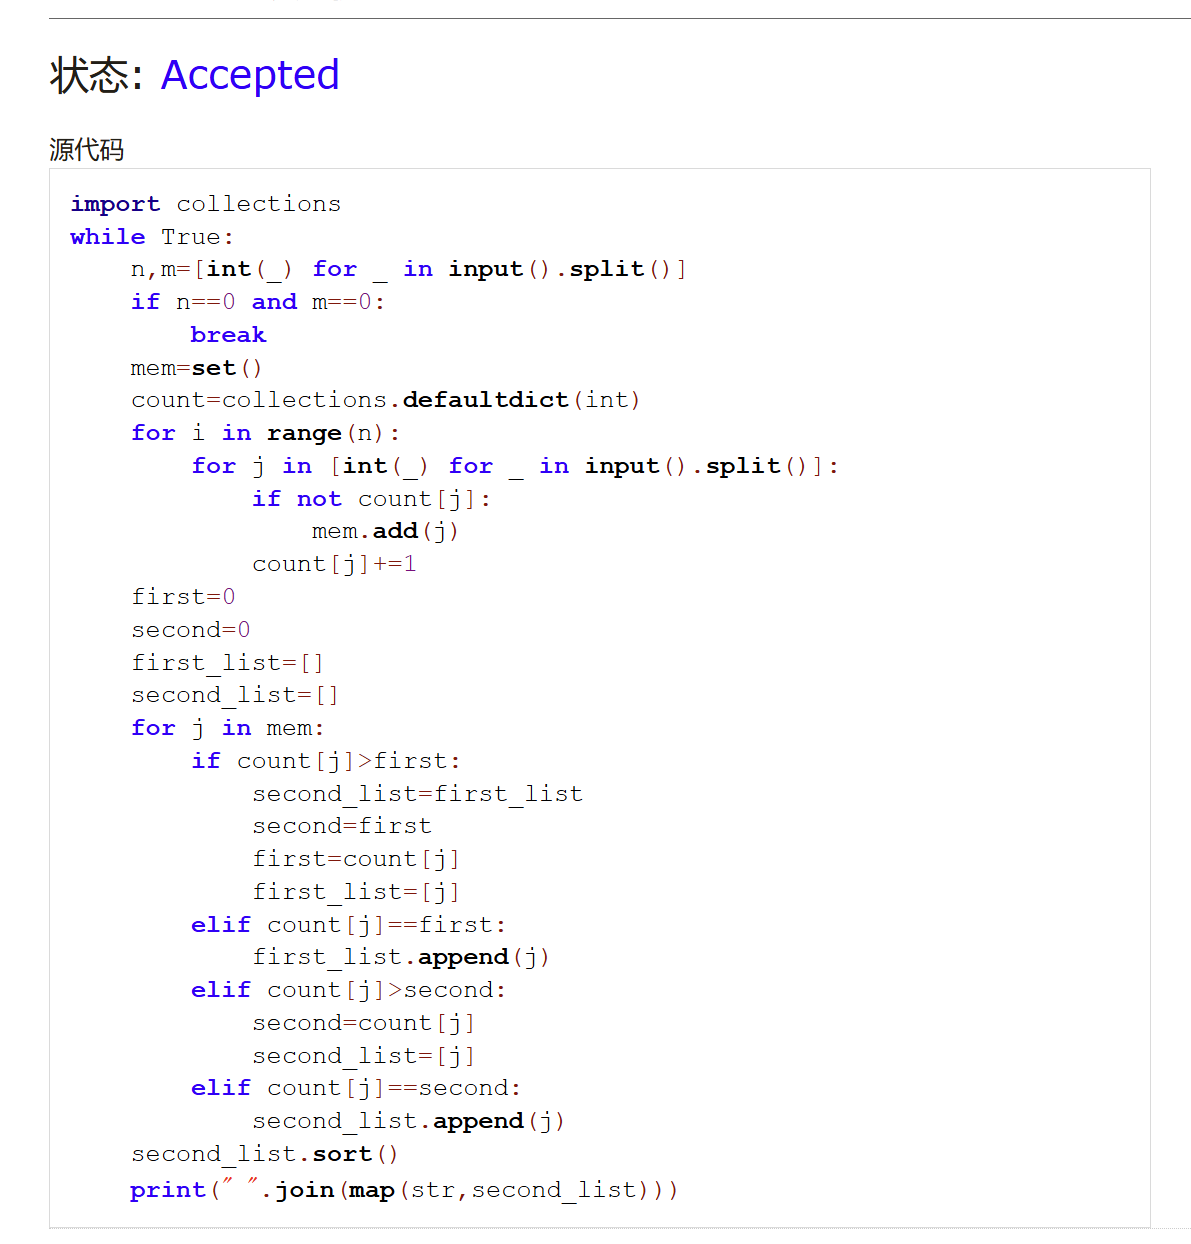 状态: Accepted
源代码
import collections
while True:
    n,m=[int(_) for _ in input().split()]
    if n==0 and m==0:
        break
    mem=set()
    count=collections.defaultdict(int)
    for i in range(n):
        for j in [int(_) for _ in input().split()]:
            if not count[j]:
                mem.add(j)
            count[j]+=1
    first=0
    second=0
    first_list=[]
    second_list=[]
    for j in mem:
        if count[j]>first:
            second_list=first_list
            second=first
            first=count[j]
            first_list=[j]
        elif count[j]==first:
            first_list.append(j)
        elif count[j]>second:
            second=count[j]
            second_list=[j]
        elif count[j]==second:
            second_list.append(j)
    second_list.sort()
    print(" ".join(map(str,second_list)))